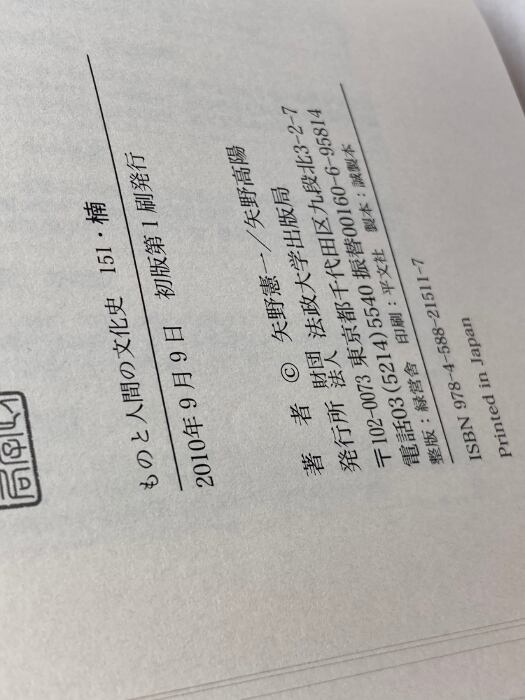 ものと人間の文化史 151・楠
2010年9月9日 初版第1刷発行
著 者 © 矢野憲一／矢野高陽
発行所 財団法人 法政大学出版局
〒102-0073 東京都千代田区九段北3-2-7
電話03(5214)5540 振替00160-6-95814
整版：緑営舎 印刷：平文社 製本：誠製本
ISBN 978-4-588-21511-7
Printed in Japan